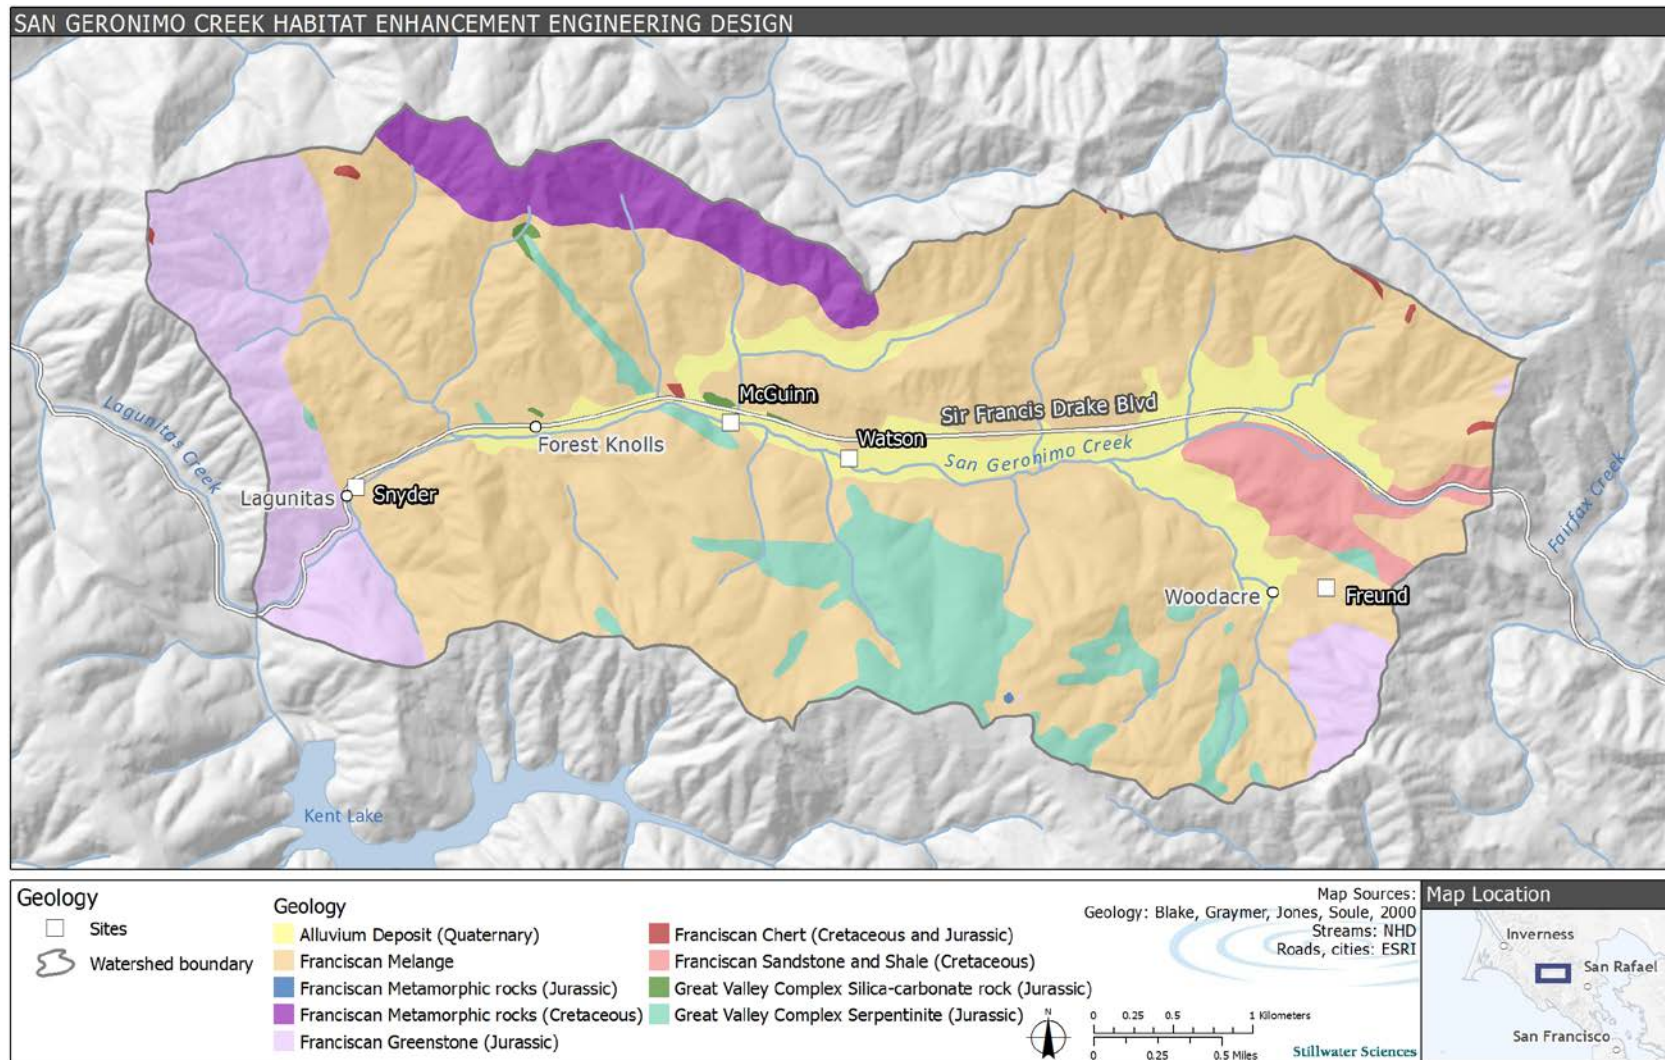 SAN GERONIMO CREEK HABITAT ENHANCEMENT ENGINEERING DESIGN
McGuinn
Sir Francis Drake Blvd
Lagunitas Creek
Forest Knolls
Watson
San Geronimo Creek
Lagunitas
Snyder
Fairfax Creek
Woodacre
Freund
Kent Lake
Geology
Sites
Watershed boundary
Geology
Alluvium Deposit (Quaternary)
Franciscan Melange
Franciscan Metamorphic rocks (Jurassic)
Franciscan Metamorphic rocks (Cretaceous)
Franciscan Greenstone (Jurassic)
Franciscan Chert (Cretaceous and Jurassic)
Franciscan Sandstone and Shale (Cretaceous)
Great Valley Complex Silica-carbonate rock (Jurassic)
Great Valley Complex Serpentinite (Jurassic)
Map Sources:
Geology: Blake, Graymer, Jones, Soule, 2000
Streams: NHD
Roads, cities: ESRI
N
0 0.25 0.5 1 Kilometers
0 0.25 0.5 Miles
Stillwater Sciences
Map Location
Inverness
San Rafael
San Francisco